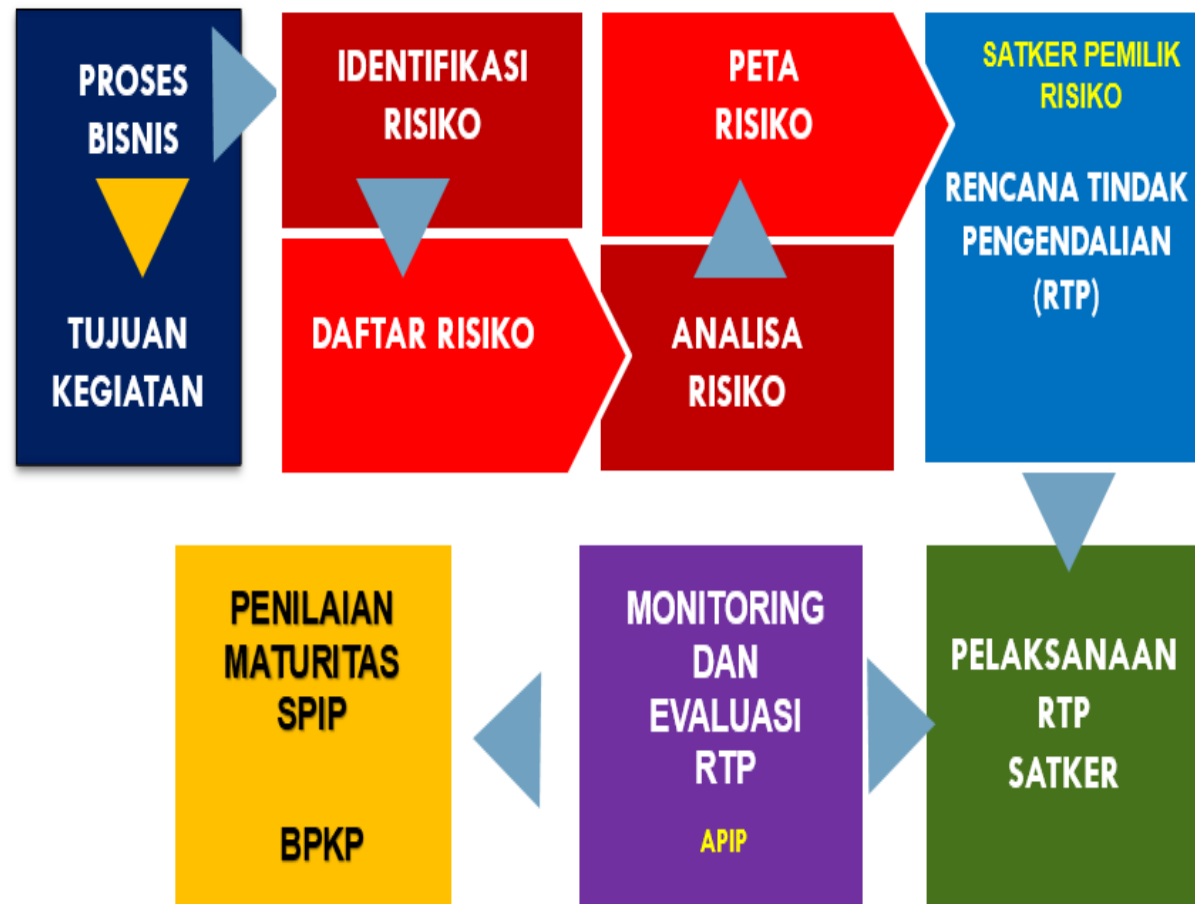 PROSES
BISNIS
TUJUAN
KEGIATAN
IDENTIFIKASI
RISIKO
DAFTAR RISIKO
ANALISA
RISIKO
PETA
RISIKO
SATKER PEMILIK
RISIKO
RENCANA TINDAK
PENGENDALIAN
(RTP)
PELAKSANAAN
RTP
SATKER
MONITORING
DAN
EVALUASI
RTP
APIP
PENILAIAN
MATURITAS
SPIP
BPKP